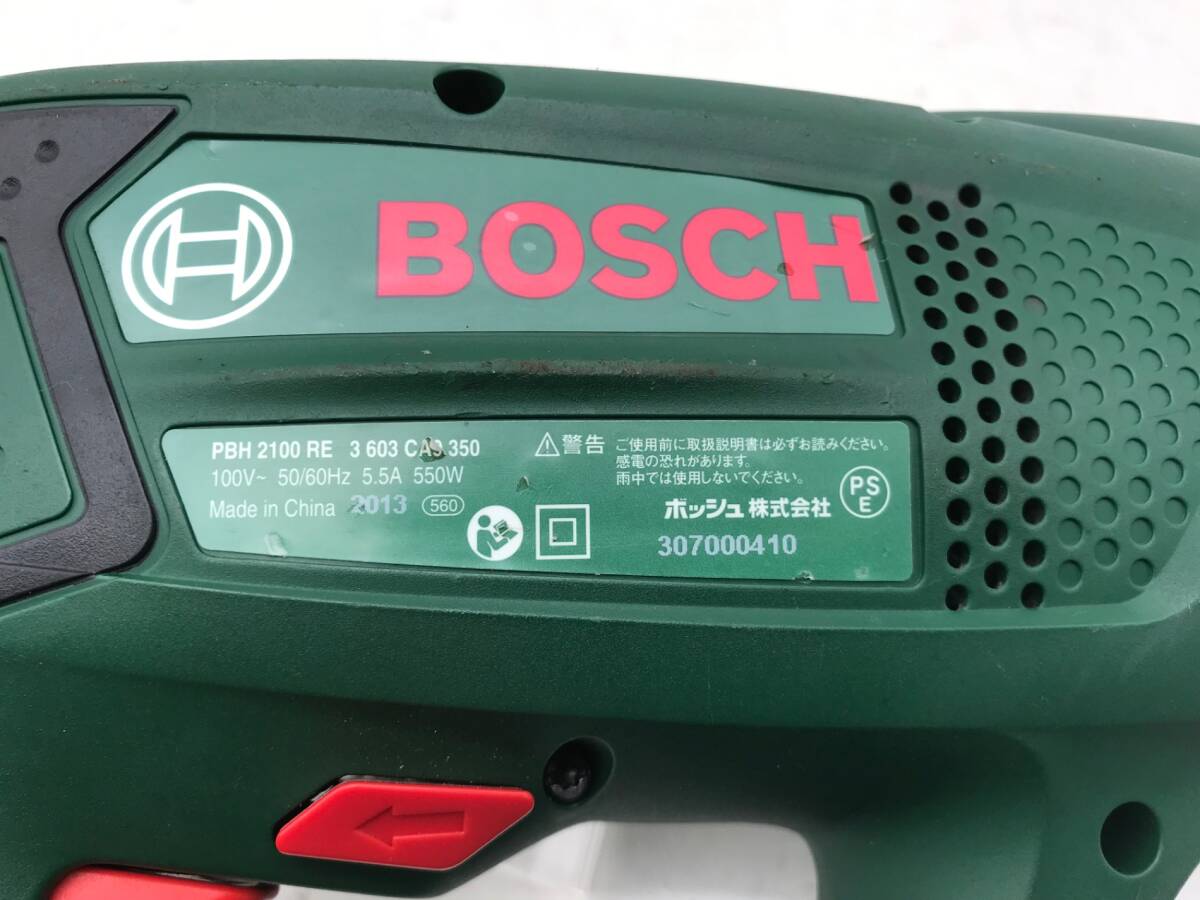 BOSCH
PBH 2100 RE 3 603 CA9 350
100V~ 50/60Hz 5.5A 550W
Made in China 2013 560
警告 ご使用前に取扱説明書は必ずお読みください。
感電の恐れがあります。
雨中では使用しないでください。
ボッシュ株式会社
PS
E
307000410